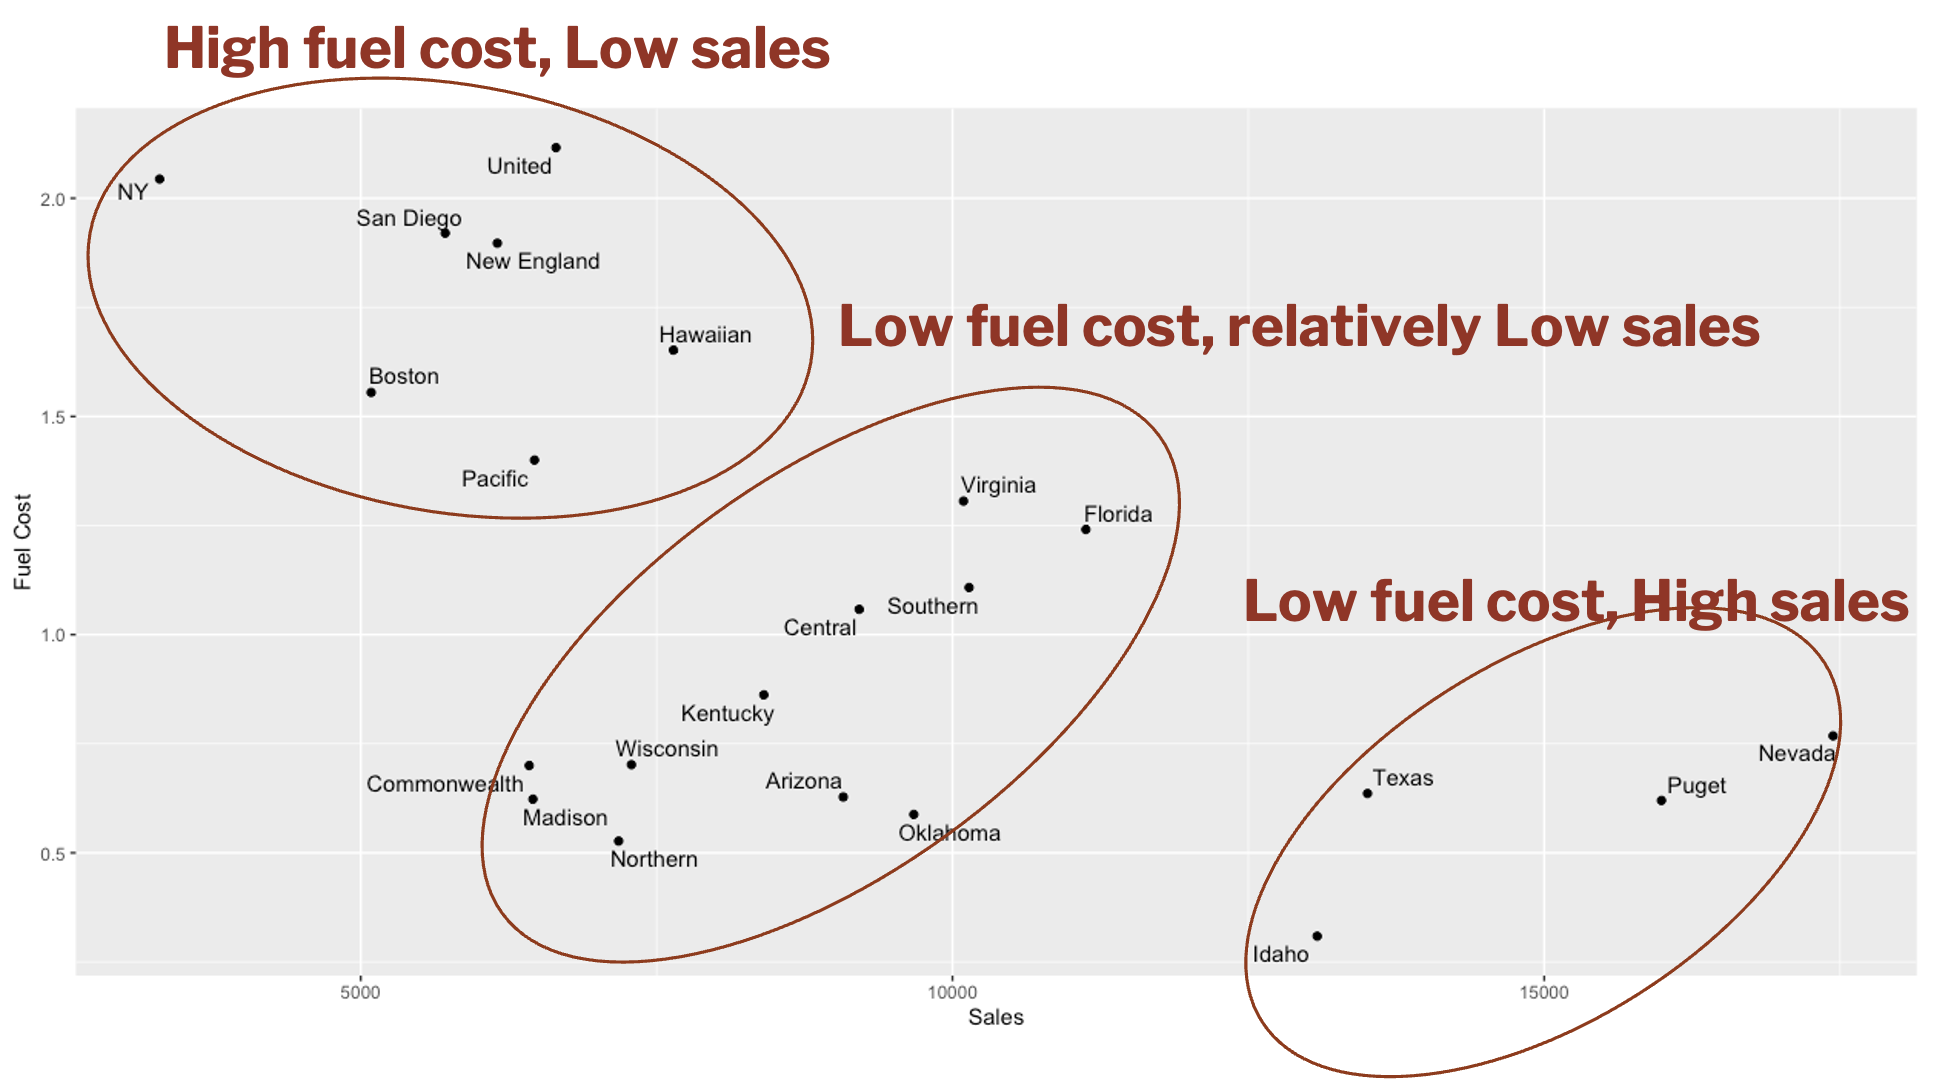 High fuel cost, Low sales
United
NY
2.0
San Diego
New England
Low fuel cost, relatively Low sales
Hawaiian
Boston
1.5
Pacific
Virginia
Florida
Fuel Cost
Low fuel cost, High sales
Southern
Central
1.0
Kentucky
Wisconsin
Nevada
Commonwealth
Arizona
Texas
Puget
Madison
Oklahoma
0.5
Northern
Idaho
5000
10000
15000
Sales